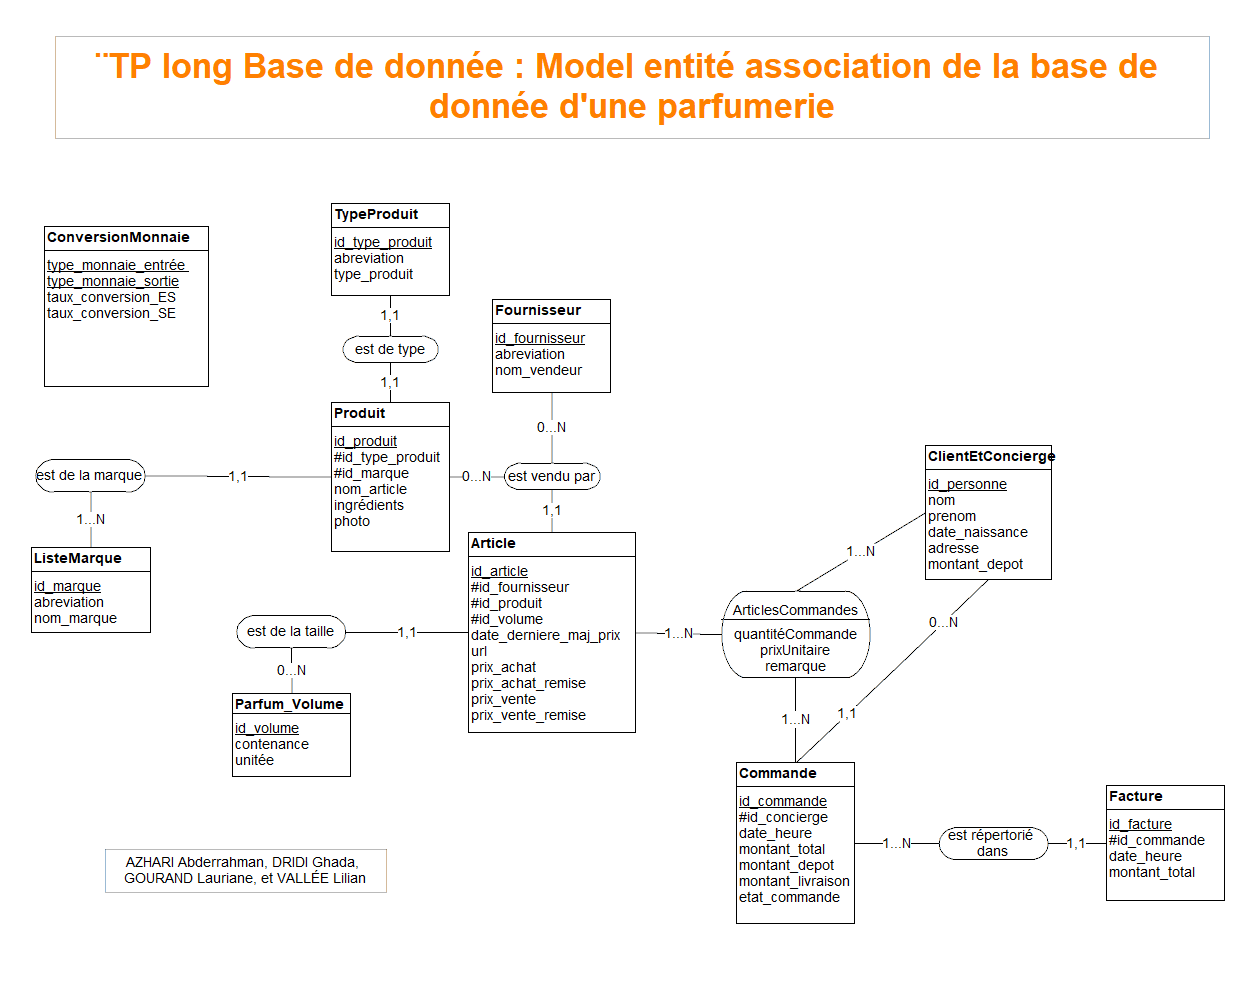 ¨TP long Base de donnée : Model entité association de la base de
donnée d'une parfumerie
ConversionMonnaie
type_monnaie_entrée
type_monnaie_sortie
taux_conversion_ES
taux_conversion_SE
TypeProduit
id_type_produit
abreviation
type_produit
1,1
est de type
1,1
Fournisseur
id_fournisseur
abreviation
nom_vendeur
0...N
Produit
id_produit
#id_type_produit
#id_marque
nom_article
ingrédients
photo
est de la marque
1,1
0...N
est vendu par
1,1
1...N
ListeMarque
id_marque
abreviation
nom_marque
Article
id_article
#id_fournisseur
#id_produit
#id_volume
date_derniere_maj_prix
url
prix_achat
prix_achat_remise
prix_vente
prix_vente_remise
est de la taille
1,1
0...N
Parfum_Volume
id_volume
contenance
unitée
ClientEtConcierge
id_personne
nom
prenom
date_naissance
adresse
montant_depot
1...N
ArticlesCommandes
quantitéCommande
prixUnitaire
remarque
1...N
0...N
1...N
1,1
Commande
id_commande
#id_concierge
date_heure
montant_total
montant_depot
montant_livraison
etat_commande
1...N
est répertorié
dans
1,1
Facture
id_facture
#id_commande
date_heure
montant_total
AZHARI Abderrahman, DRIDI Ghada,
GOURAND Lauriane, et VALLÉE Lilian